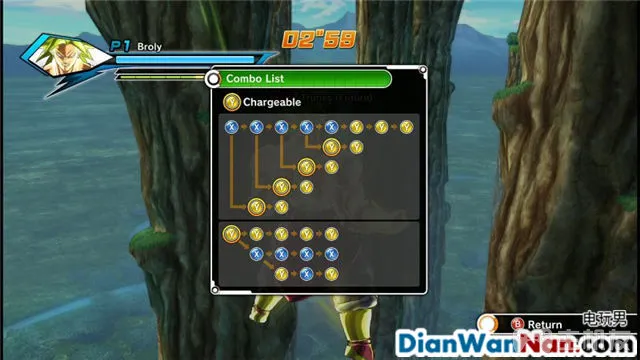 P1 Broly
02"59
Combo List
Y Chargeable
X X X X X Y Y Y
Y Y
Y Y
Y Y
Y Y
Y Y Y Y Y
X X X X
Y X Y
B Return
电玩男
DianWanNan.com